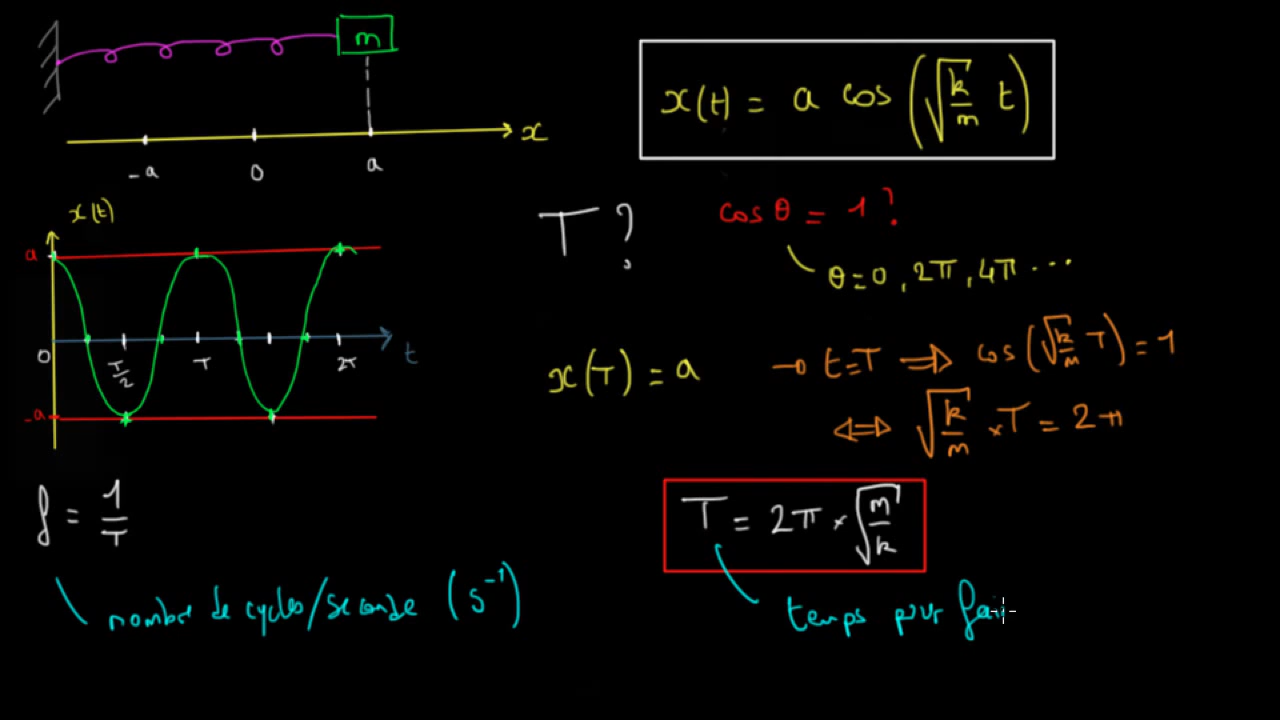 m
x
-a 0 a
x(t) = a cos(√(k/m) t)
x(t)
a
0 T/2 T 2T t
-a
T?
cos θ = 1?
θ=0, 2π, 4π ...
x(T) = a
→ t=T ⟹ cos(√(k/m) T) = 1
⟺ √(k/m) × T = 2π
f = 1/T
T = 2π × √(m/k)
nombre de cycles/seconde (s⁻¹)
temps pour fai